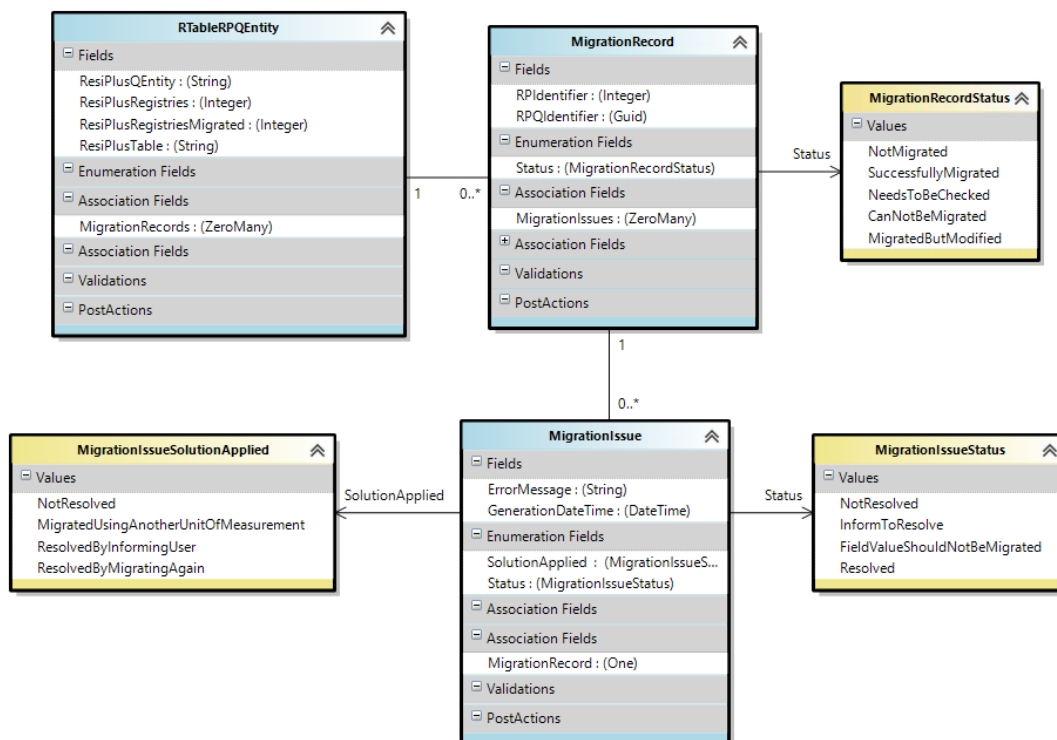 RTableRPQEntity
Fields
ResiPlusQEntity : (String)
ResiPlusRegistries : (Integer)
ResiPlusRegistriesMigrated : (Integer)
ResiPlusTable : (String)
Enumeration Fields
Association Fields
MigrationRecords : (ZeroMany)
Association Fields
Validations
PostActions
1
0..*
MigrationRecord
Fields
RPIdentifier : (Integer)
RPQIdentifier : (Guid)
Enumeration Fields
Status : (MigrationRecordStatus)
Association Fields
MigrationIssues : (ZeroMany)
Association Fields
Validations
PostActions
Status
MigrationRecordStatus
Values
NotMigrated
SuccessfullyMigrated
NeedsToBeChecked
CanNotBeMigrated
MigratedButModified
1
0..*
MigrationIssueSolutionApplied
Values
NotResolved
MigratedUsingAnotherUnitOfMeasurement
ResolvedByInformingUser
ResolvedByMigratingAgain
SolutionApplied
MigrationIssue
Fields
ErrorMessage : (String)
GenerationDateTime : (DateTime)
Enumeration Fields
SolutionApplied : (MigrationIssueS...
Status : (MigrationIssueStatus)
Association Fields
Association Fields
MigrationRecord : (One)
Validations
PostActions
Status
MigrationIssueStatus
Values
NotResolved
InformToResolve
FieldValueShouldNotBeMigrated
Resolved